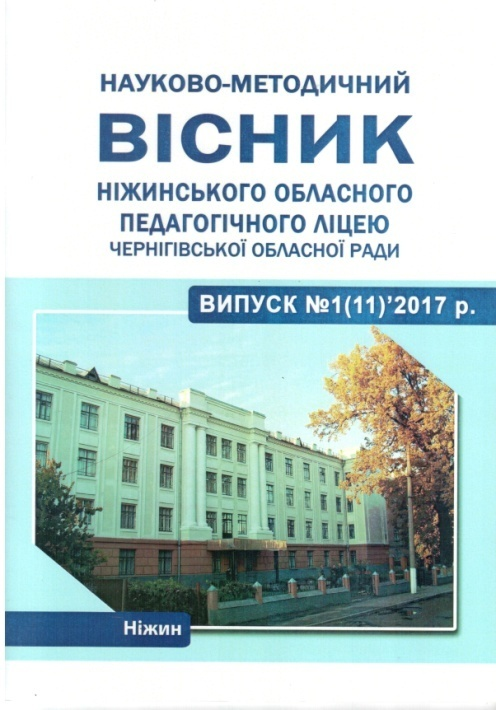 НАУКОВО-МЕТОДИЧНИЙ
ВІСНИК
НІЖИНСЬКОГО ОБЛАСНОГО
ПЕДАГОГІЧНОГО ЛІЦЕЮ
ЧЕРНІГІВСЬКОЇ ОБЛАСНОЇ РАДИ
ВИПУСК №1(11)’2017 р.
Ніжин